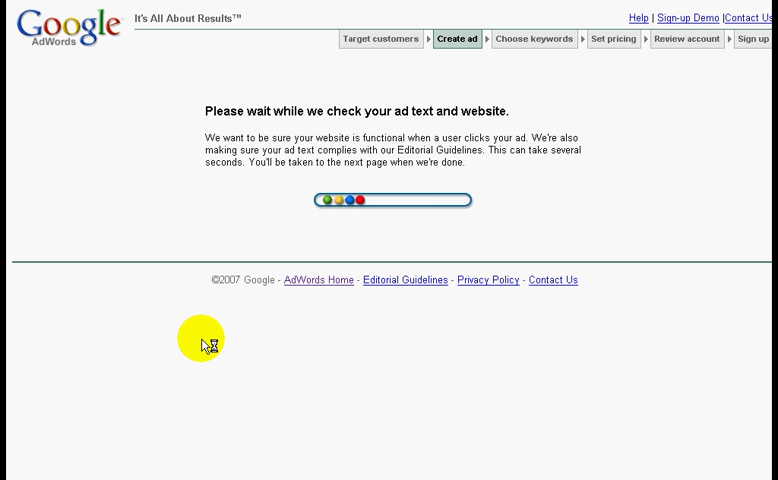 Google
AdWords
It's All About Results™
Help | Sign-up Demo |Contact Us
Target customers
Create ad
Choose keywords
Set pricing
Review account
Sign up
Please wait while we check your ad text and website.
We want to be sure your website is functional when a user clicks your ad. We're also
making sure your ad text complies with our Editorial Guidelines. This can take several
seconds. You'll be taken to the next page when we're done.
©2007 Google - AdWords Home - Editorial Guidelines - Privacy Policy - Contact Us